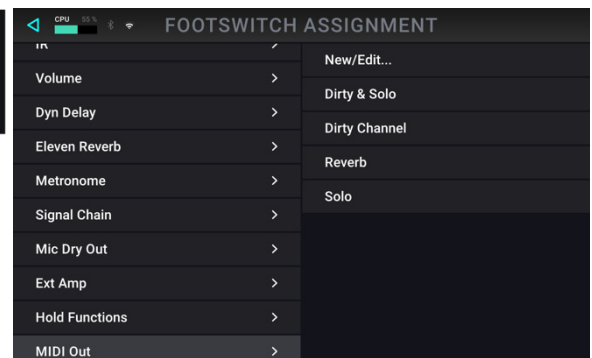 CPU 55 %
FOOTSWITCH ASSIGNMENT
IR
Volume
Dyn Delay
Eleven Reverb
Metronome
Signal Chain
Mic Dry Out
Ext Amp
Hold Functions
MIDI Out
New/Edit...
Dirty & Solo
Dirty Channel
Reverb
Solo